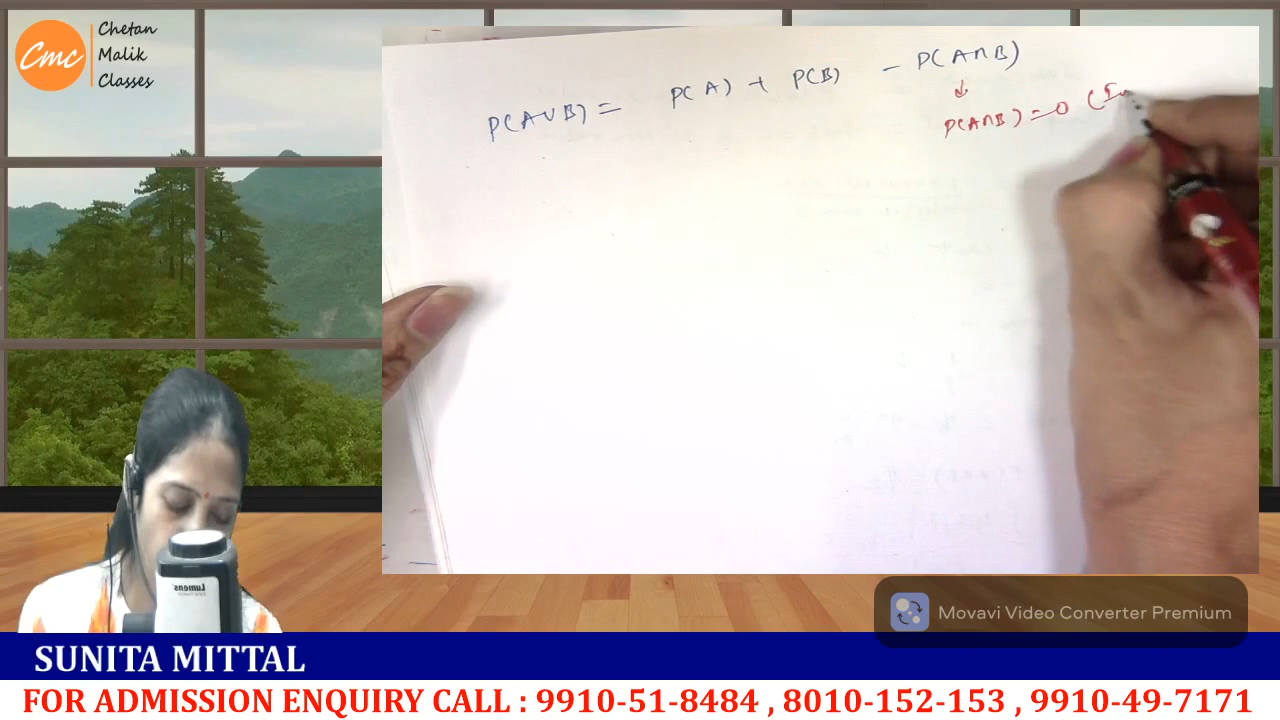 Chetan
Malik
Classes
cmc
P(A∪B) = P(A) + P(B) - P(A∩B)
↓
P(A∩B) = 0 (
Lumens
Movavi Video Converter Premium
SUNITA MITTAL
FOR ADMISSION ENQUIRY CALL : 9910-51-8484 , 8010-152-153 , 9910-49-7171